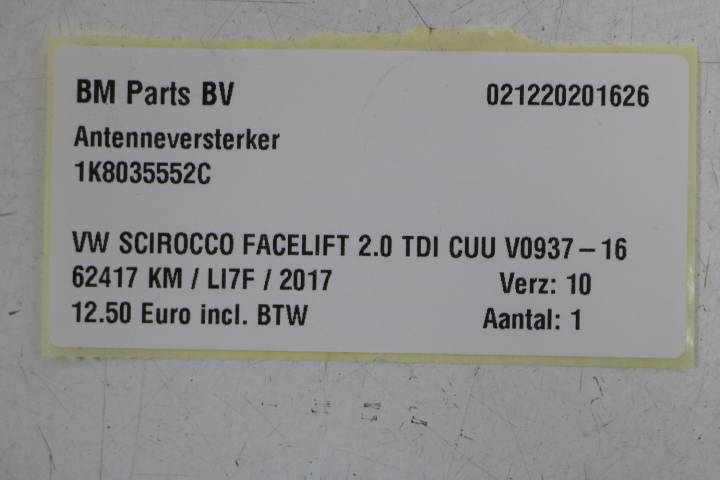 BM Parts BV 021220201626
Antenneversterker
1K8035552C
VW SCIROCCO FACELIFT 2.0 TDI CUU V0937-16
62417 KM / LI7F / 2017 Verz: 10
12.50 Euro incl. BTW Aantal: 1